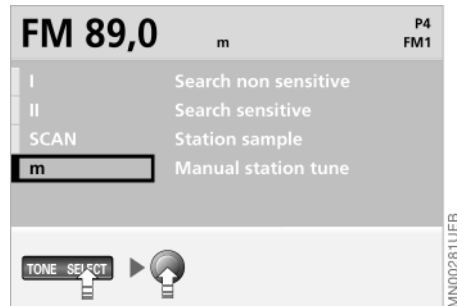 FM 89,0 m P4
FM1
I Search non sensitive
II Search sensitive
SCAN Station sample
m Manual station tune
TONE SELECT
MN00281UEB